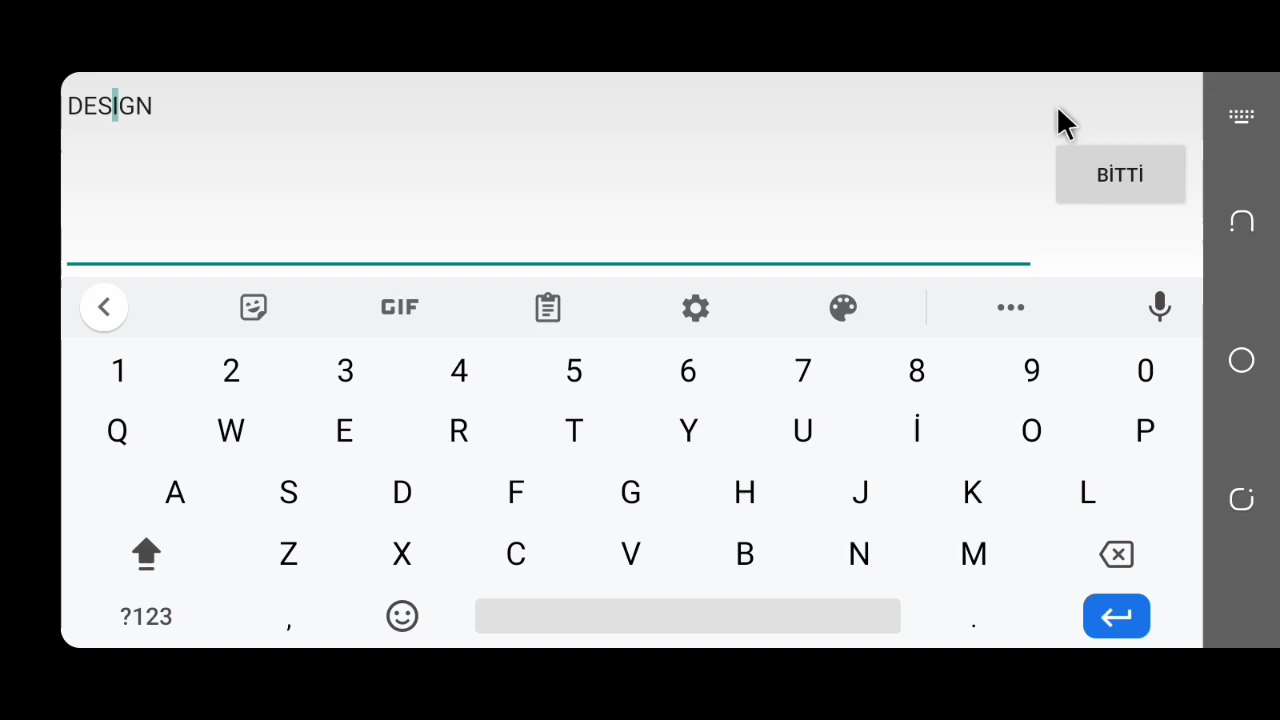 DESIGN
BİTTİ
GIF
1 2 3 4 5 6 7 8 9 0
Q W E R T Y U İ O P
A S D F G H J K L
Z X C V B N M
?123 , .